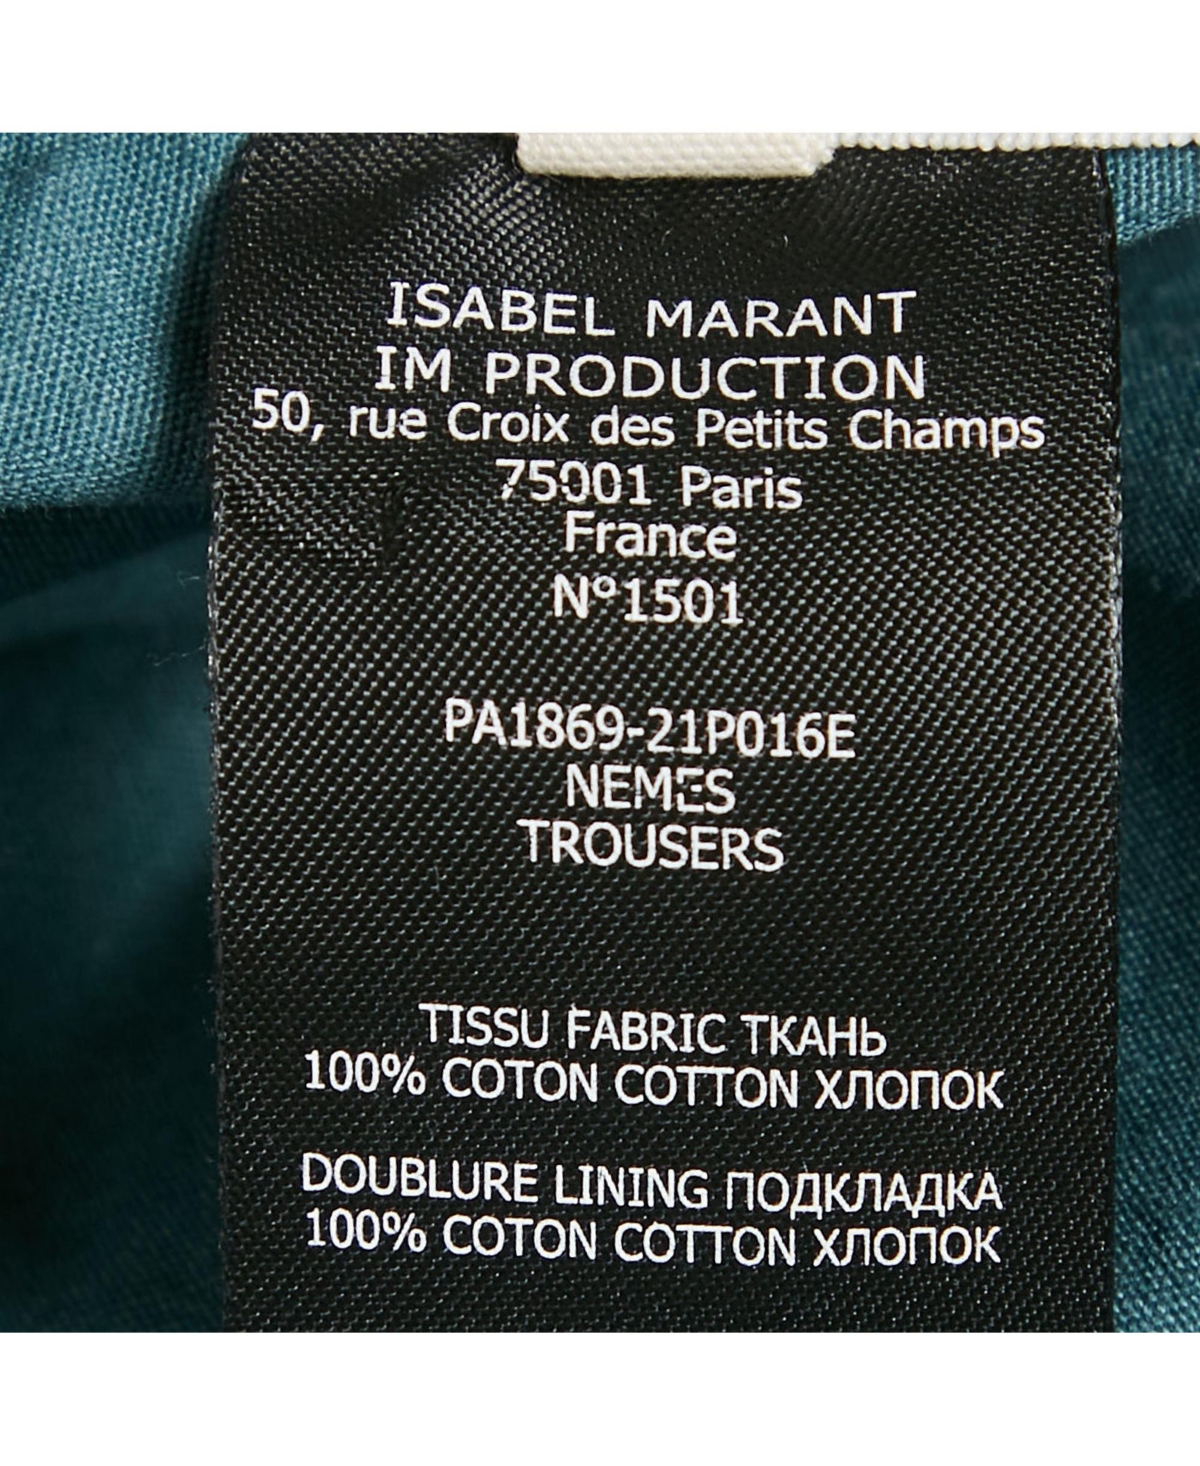 ISABEL MARANT
IM PRODUCTION
50, rue Croix des Petits Champs
75001 Paris
France
N°1501
PA1869-21P016E
NEMES
TROUSERS
TISSU FABRIC ТКАНЬ
100% COTON COTTON ХЛОПОК
DOUBLURE LINING ПОДКЛАДКА
100% COTON COTTON ХЛОПОК